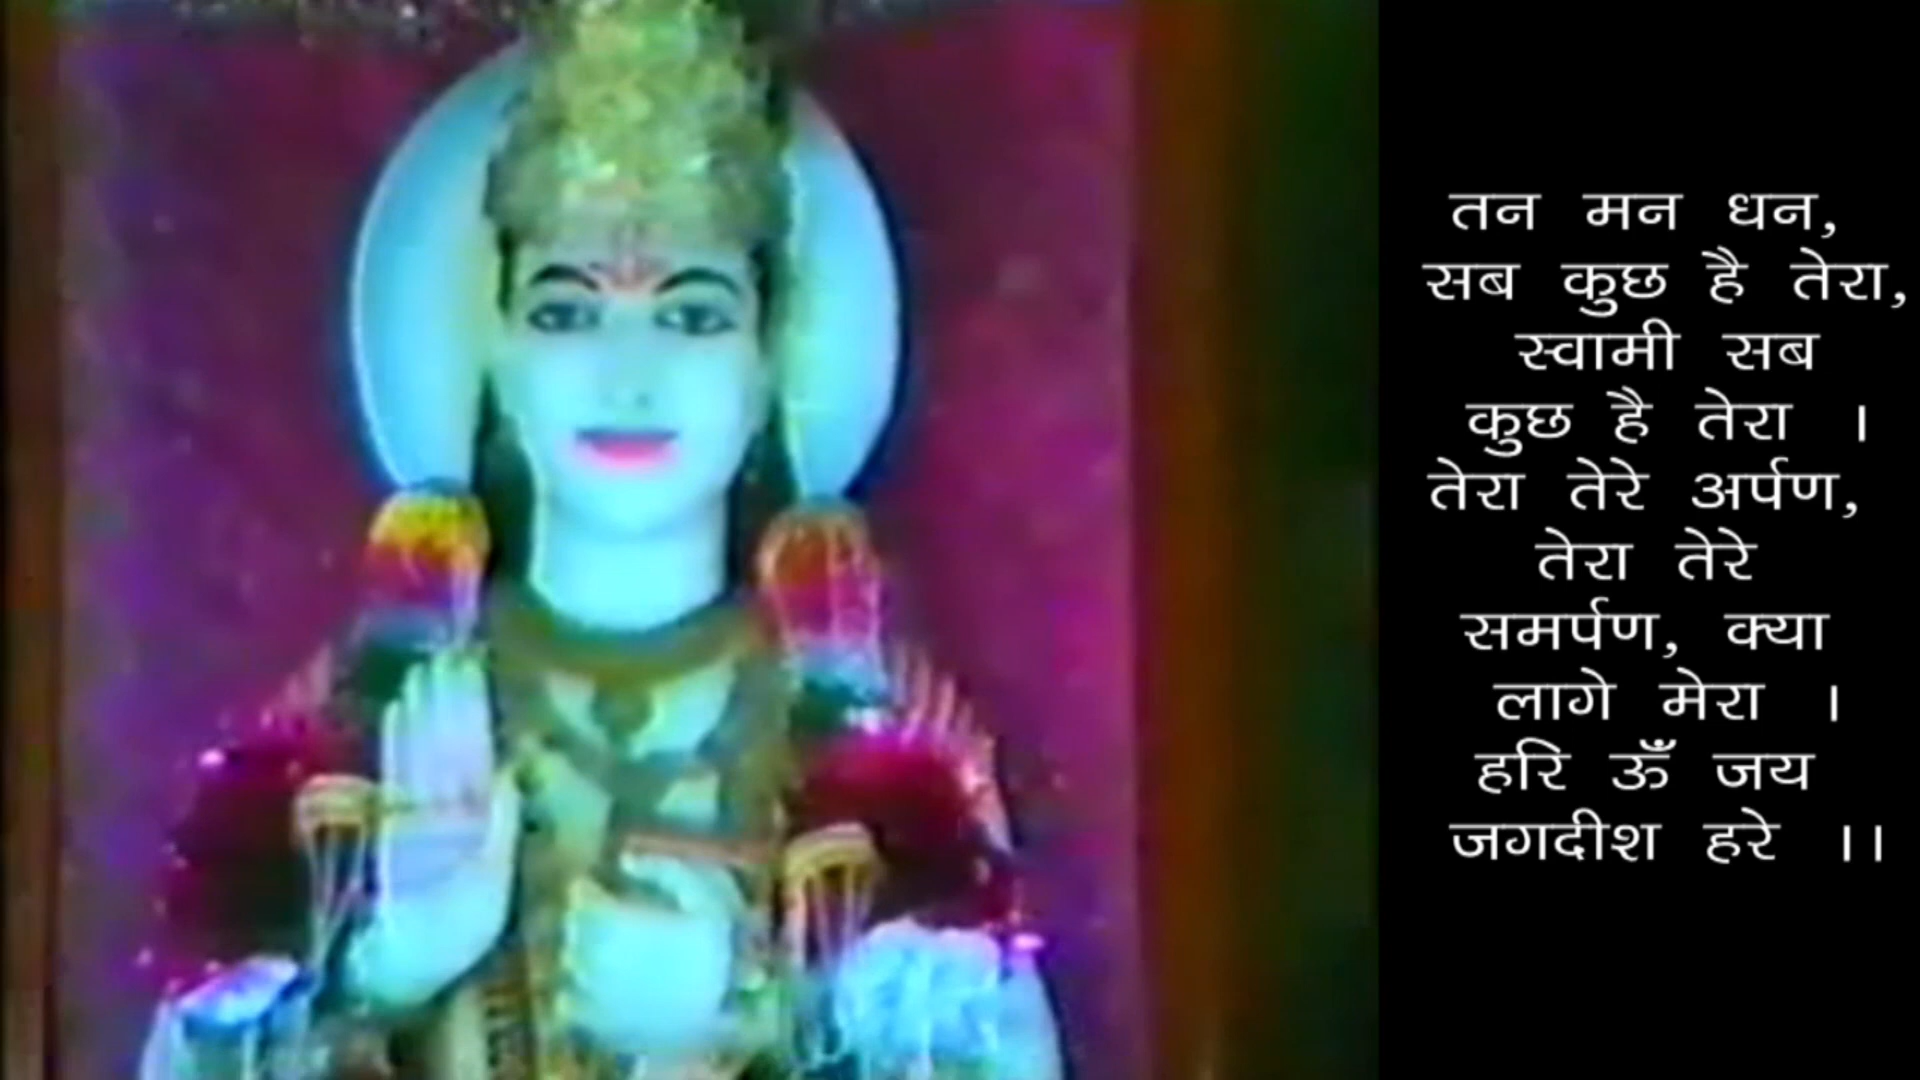 तन मन धन,
सब कुछ है तेरा,
स्वामी सब
कुछ है तेरा ।
तेरा तेरे अर्पण,
तेरा तेरे
समर्पण, क्या
लागे मेरा ।
हरि ऊँ जय
जगदीश हरे ।।